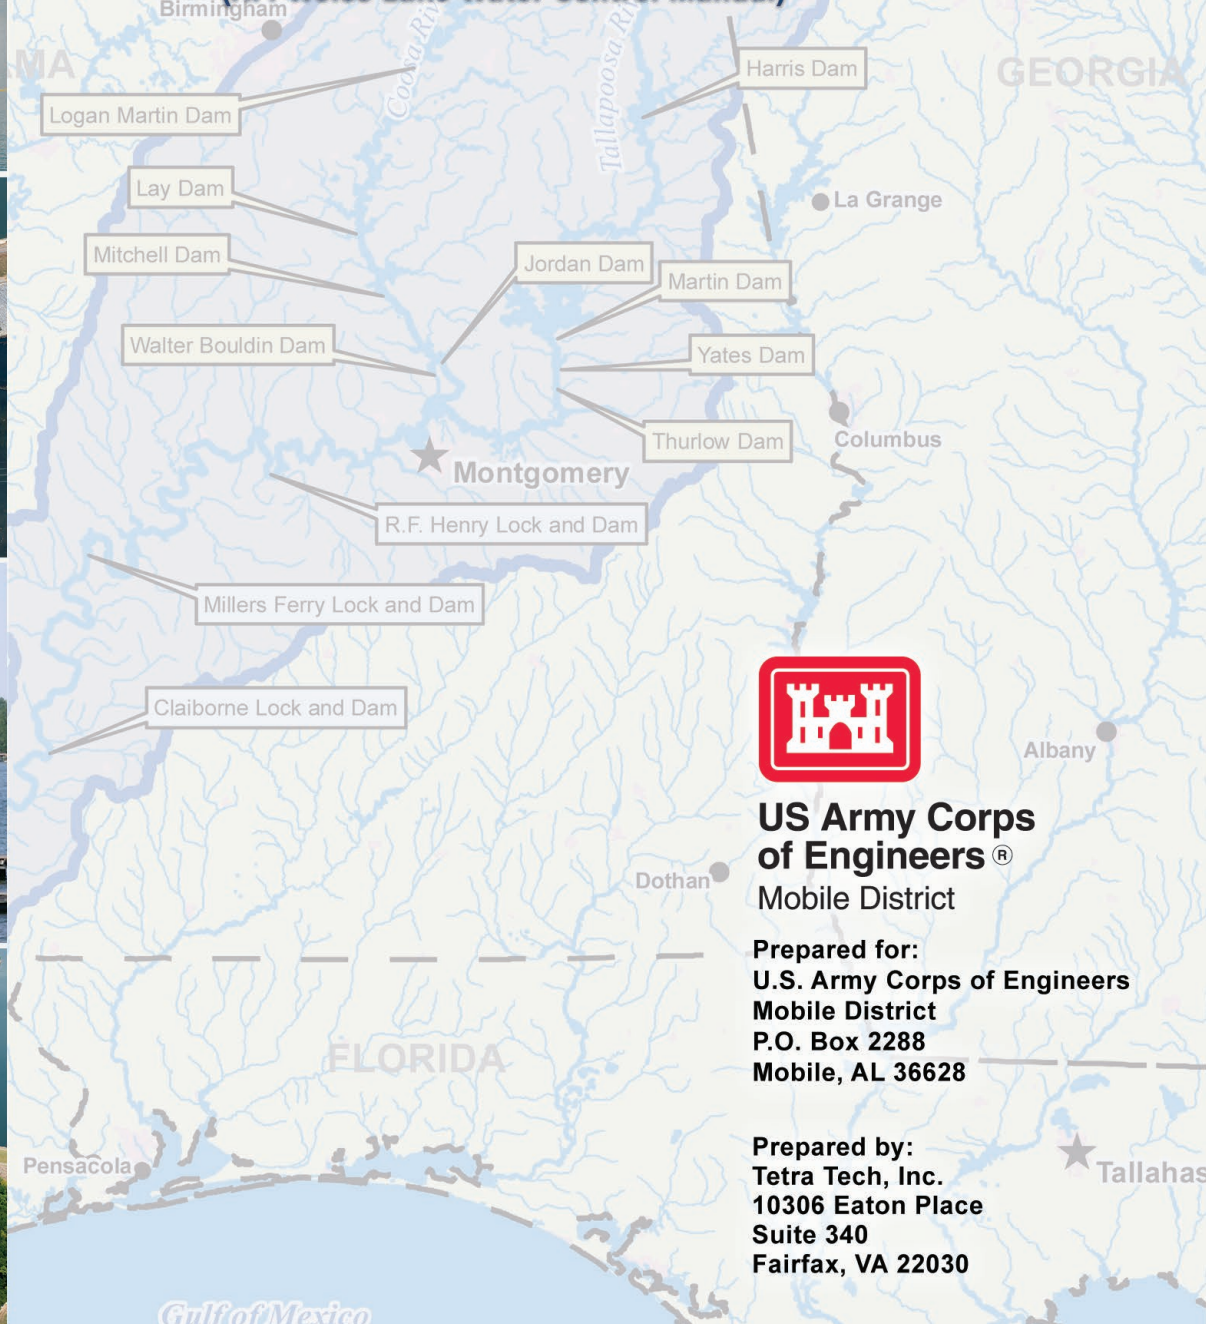 Birmingham
MA
GEORGIA
Harris Dam
Logan Martin Dam
Lay Dam
La Grange
Mitchell Dam
Jordan Dam
Martin Dam
Walter Bouldin Dam
Yates Dam
Thurlow Dam
Columbus
Montgomery
R.F. Henry Lock and Dam
Millers Ferry Lock and Dam
Claiborne Lock and Dam
Albany
US Army Corps
of Engineers ®
Mobile District
Dothan
Prepared for:
U.S. Army Corps of Engineers
Mobile District
P.O. Box 2288
Mobile, AL 36628
FLORIDA
Prepared by:
Tetra Tech, Inc.
10306 Eaton Place
Suite 340
Fairfax, VA 22030
Pensacola
Tallahas
Gulf of Mexico